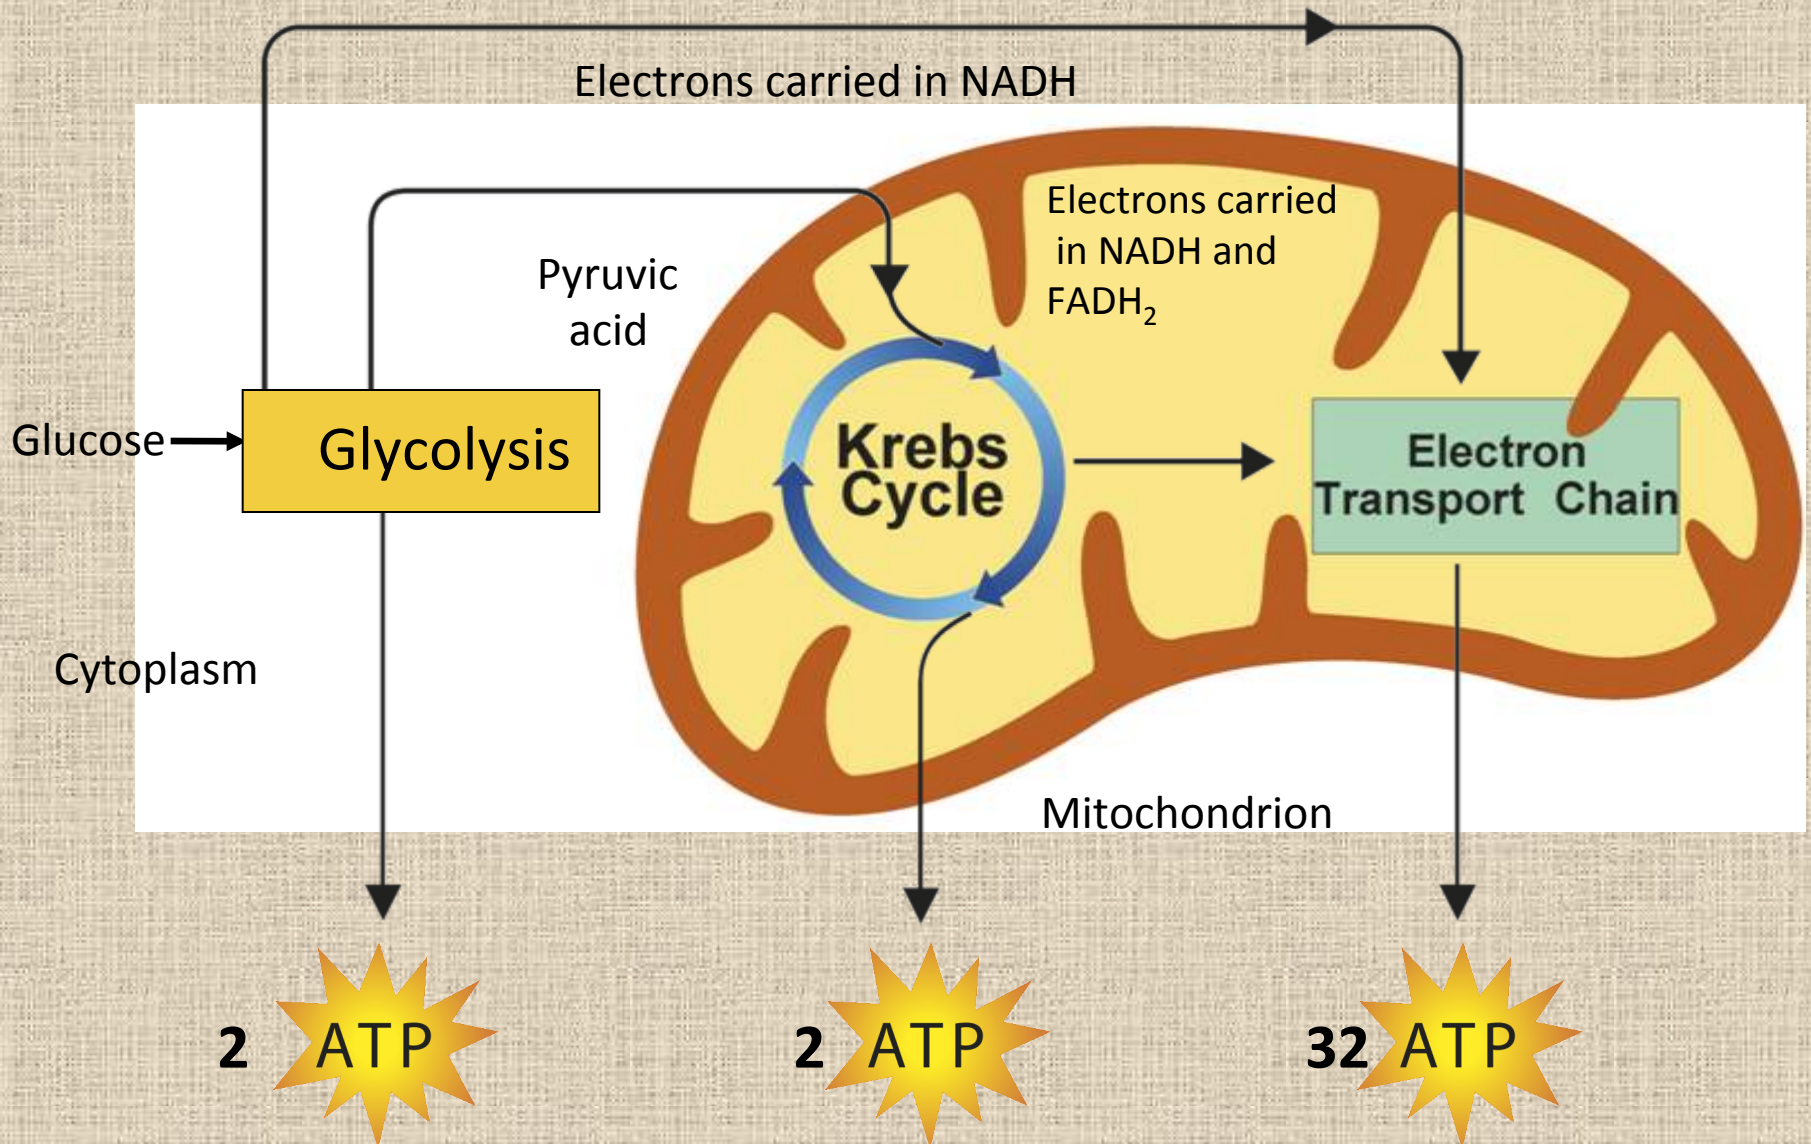 Electrons carried in NADH
Electrons carried
in NADH and
FADH₂
Pyruvic
acid
Glucose
Glycolysis
Krebs
Cycle
Electron
Transport Chain
Cytoplasm
Mitochondrion
2 ATP
2 ATP
32 ATP